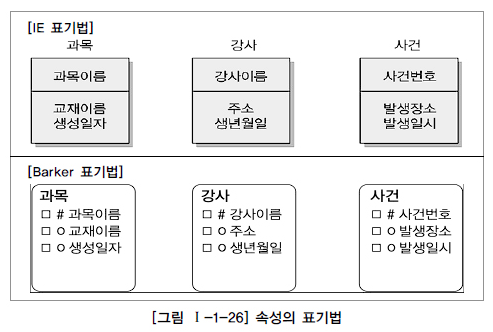 [IE 표기법]
과목 강사 사건
과목이름 강사이름 사건번호
교재이름 주소 발생장소
생성일자 생년월일 발생일시
[Barker 표기법]
과목 강사 사건
□ # 과목이름 □ # 강사이름 □ # 사건번호
□ o 교재이름 □ o 주소 □ o 발생장소
□ o 생성일자 □ o 생년월일 □ o 발생일시
[그림 Ⅰ-1-26] 속성의 표기법